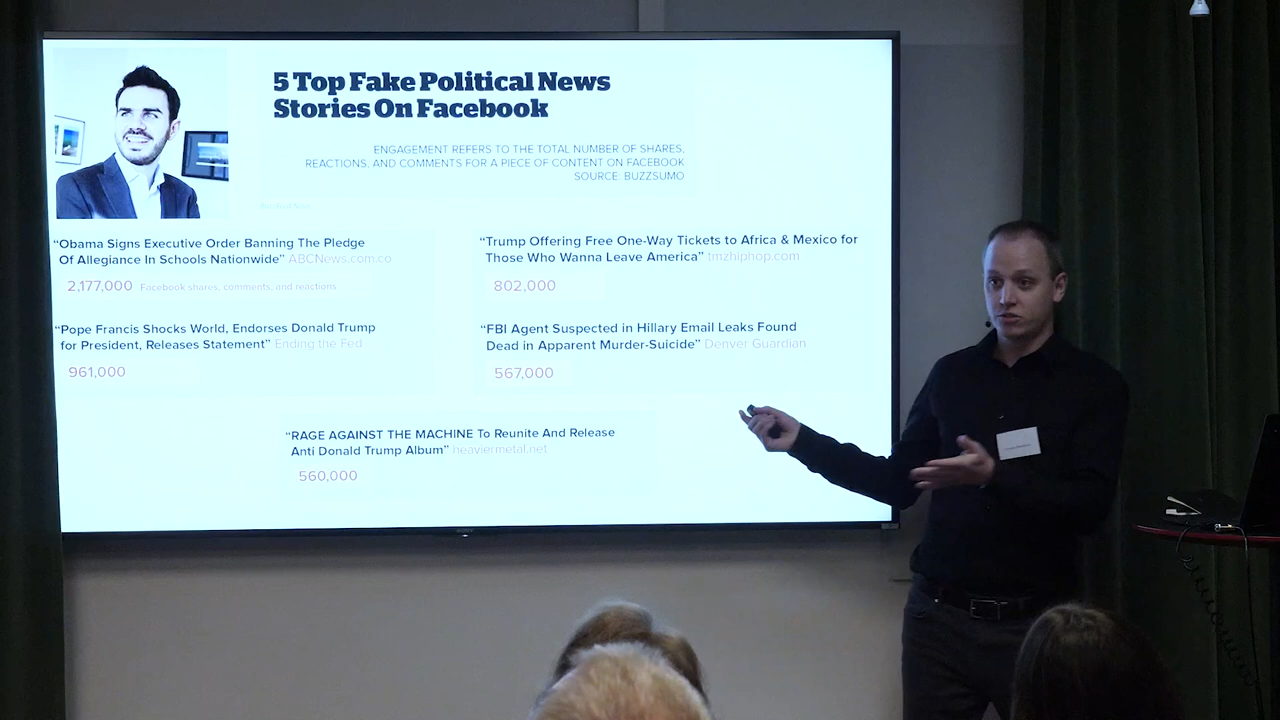 5 Top Fake Political News
Stories On Facebook
ENGAGEMENT REFERS TO THE TOTAL NUMBER OF SHARES,
REACTIONS, AND COMMENTS FOR A PIECE OF CONTENT ON FACEBOOK
SOURCE: BUZZSUMO
“Obama Signs Executive Order Banning The Pledge
Of Allegiance In Schools Nationwide” ABCNews.com.co
2,177,000 Facebook shares, comments, and reactions
“Trump Offering Free One-Way Tickets to Africa & Mexico for
Those Who Wanna Leave America” tmzhiphop.com
802,000
“Pope Francis Shocks World, Endorses Donald Trump
for President, Releases Statement” Ending the Fed
961,000
“FBI Agent Suspected in Hillary Email Leaks Found
Dead in Apparent Murder-Suicide” Denver Guardian
567,000
“RAGE AGAINST THE MACHINE To Reunite And Release
Anti Donald Trump Album” heaviermetal.net
560,000
SONY